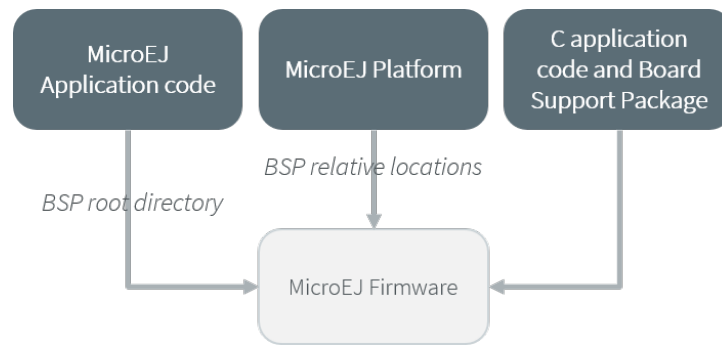 MicroEJ
Application code
MicroEJ Platform
C application
code and Board
Support Package
BSP relative locations
BSP root directory
MicroEJ Firmware